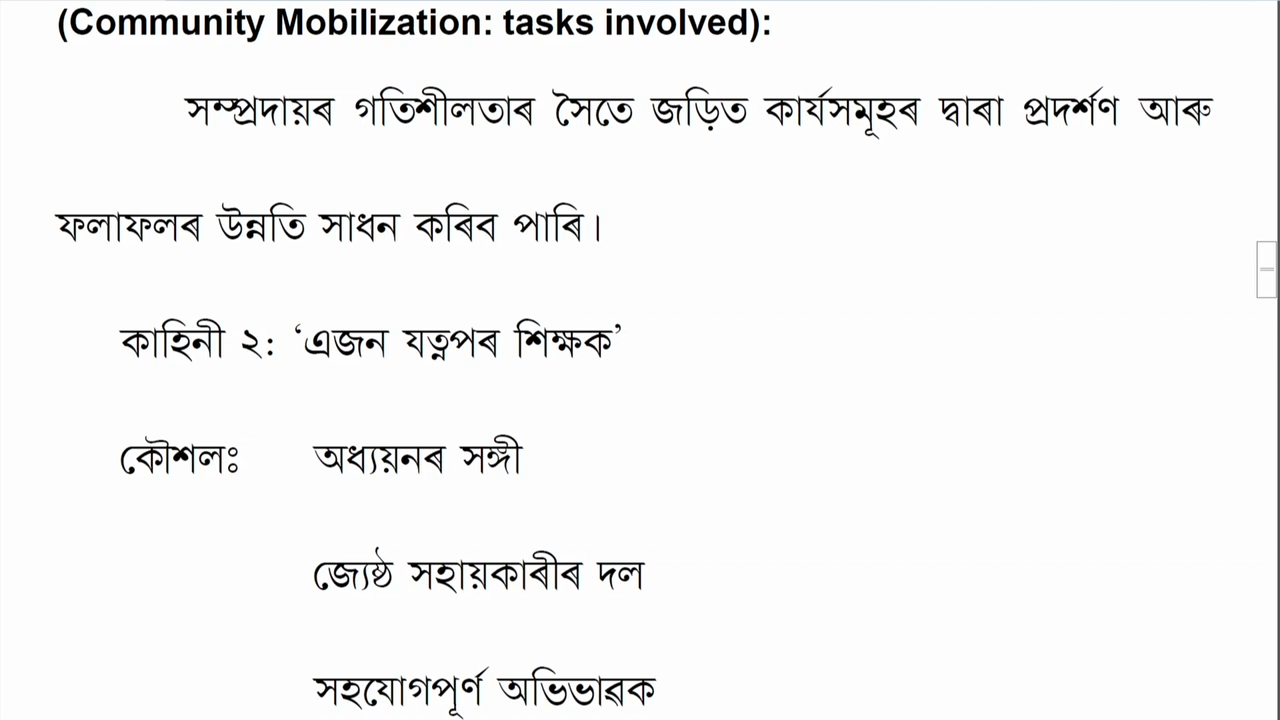 (Community Mobilization: tasks involved):
সম্প্ৰদায়ৰ গতিশীলতাৰ সৈতে জড়িত কাৰ্যসমূহৰ দ্বাৰা প্ৰদৰ্শণ আৰু
ফলাফলৰ উন্নতি সাধন কৰিব পাৰি।
কাহিনী ২: ‘এজন যত্নপৰ শিক্ষক’
কৌশলঃ অধ্যয়নৰ সঙ্গী
জ্যেষ্ঠ সহায়কাৰীৰ দল
সহযোগপূৰ্ণ অভিভাৱক